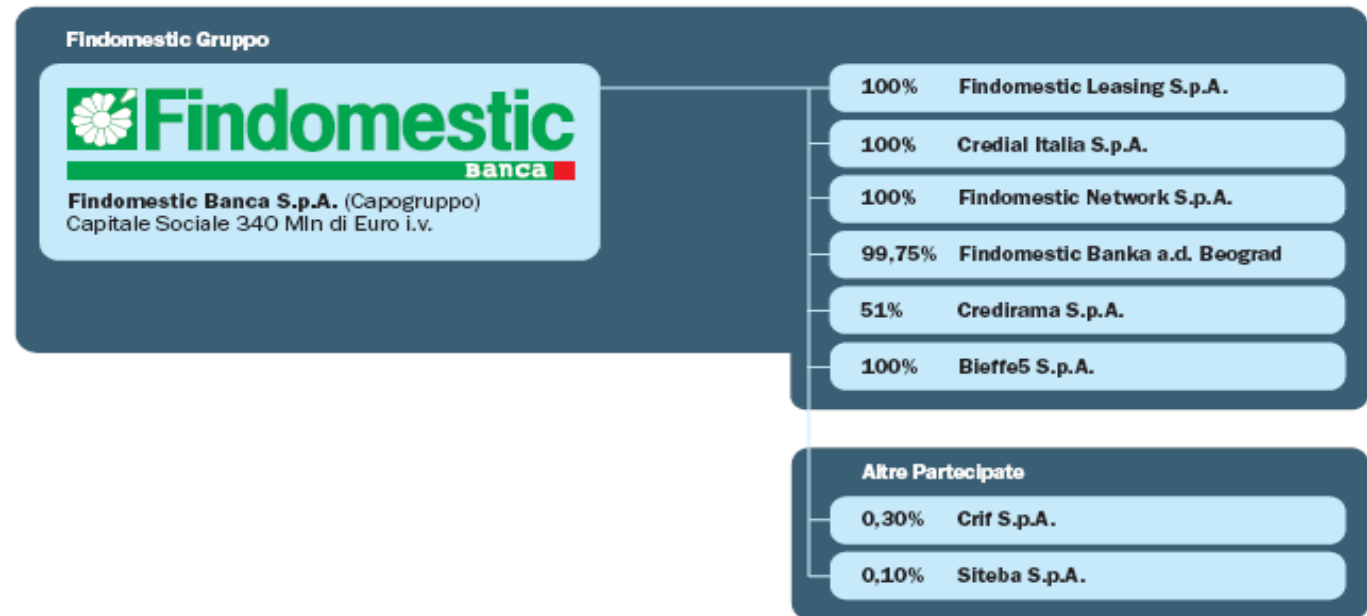 Findomestic Gruppo
Findomestic
BANCA
Findomestic Banca S.p.A. (Capogruppo)
Capitale Sociale 340 Mln di Euro i.v.
100% Findomestic Leasing S.p.A.
100% Credial Italia S.p.A.
100% Findomestic Network S.p.A.
99,75% Findomestic Banka a.d. Beograd
51% Credirama S.p.A.
100% Bieffe5 S.p.A.
Altre Partecipate
0,30% Crif S.p.A.
0,10% Siteba S.p.A.